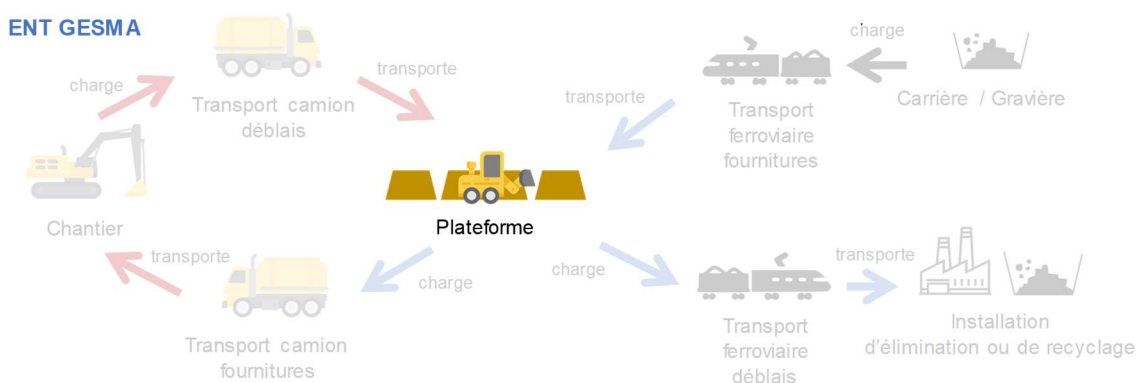 ENT GESMA
charge
Transport camion
déblais
transporte
transporte
Transport
ferroviaire
fournitures
charge
Carrière / Gravière
Chantier
Plateforme
transporte
Transport camion
fournitures
charge
charge
Transport
ferroviaire
déblais
transporte
Installation
d'élimination ou de recyclage